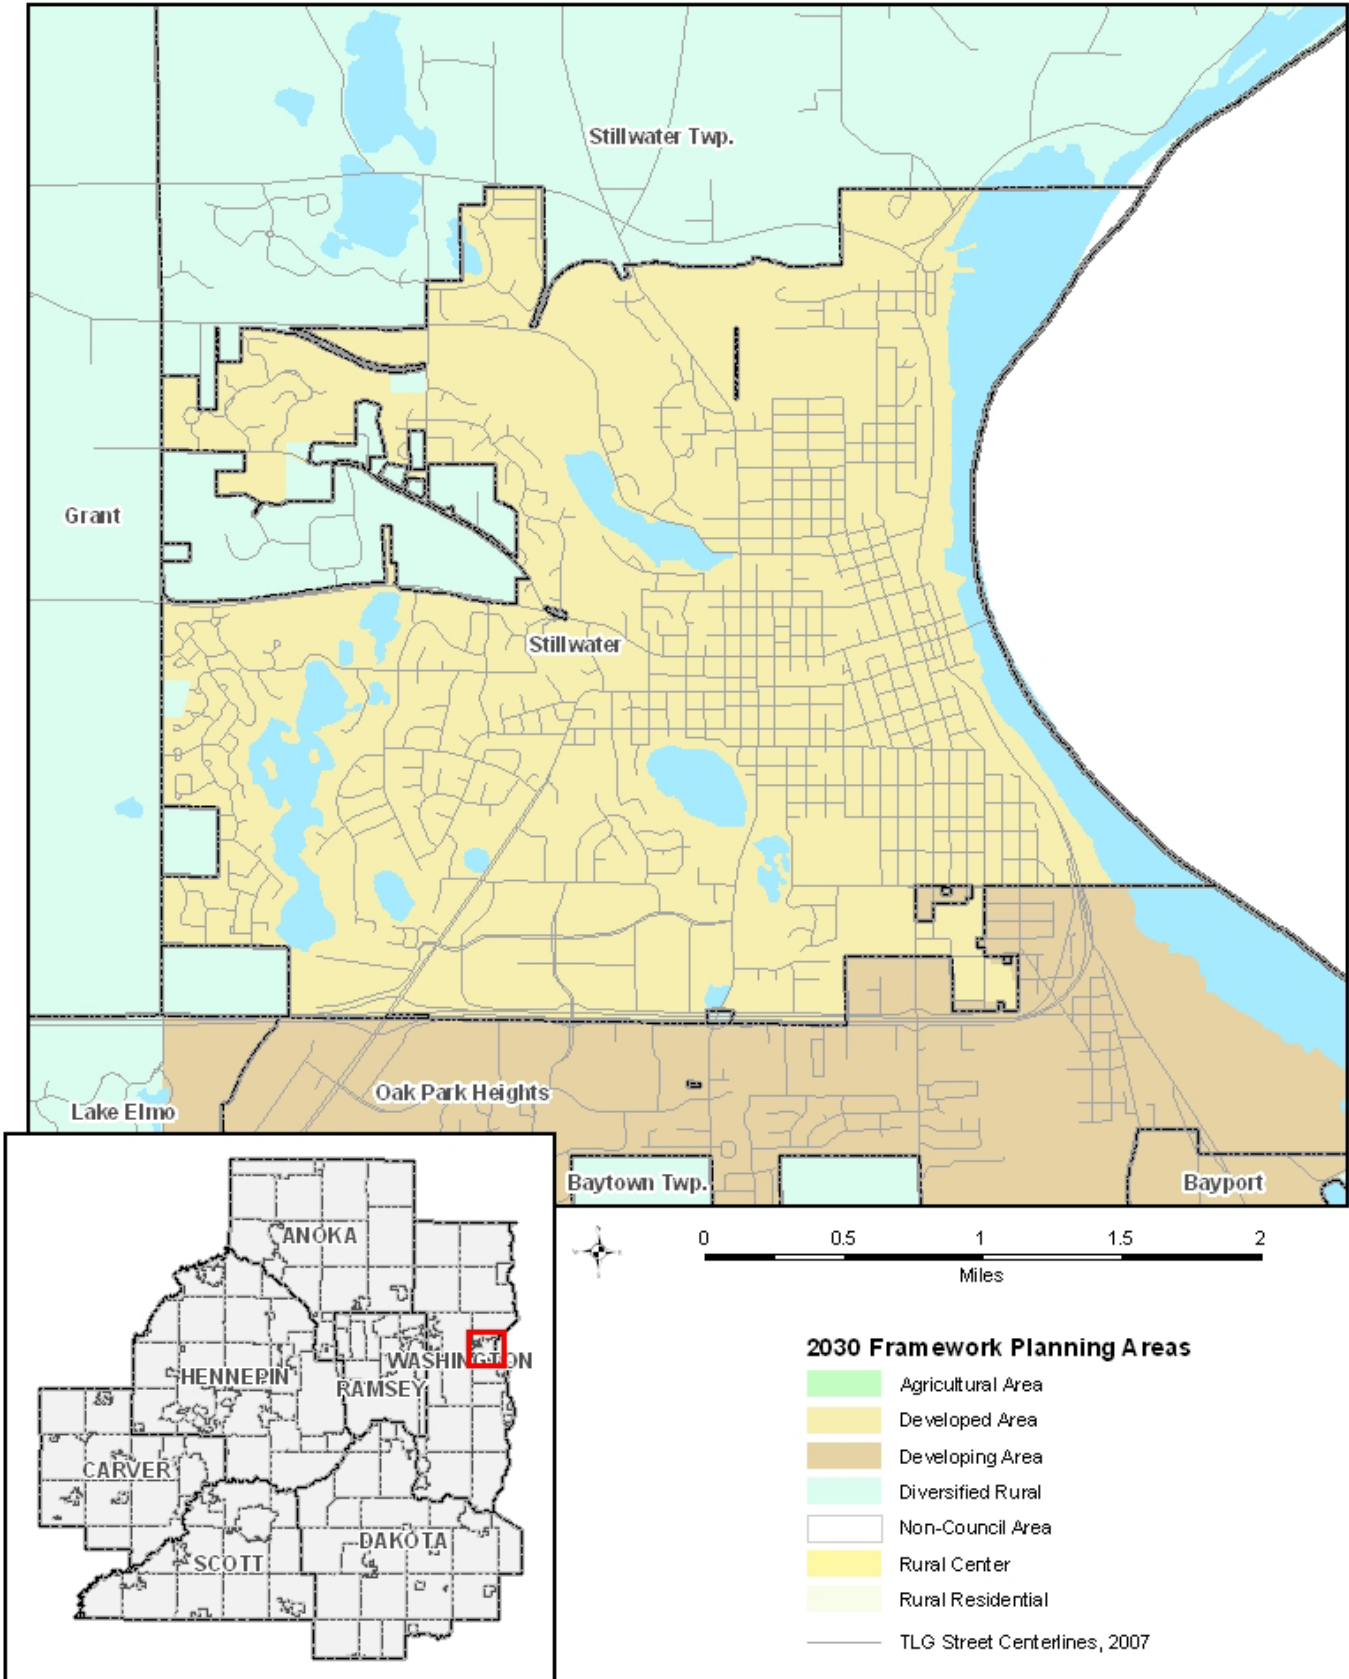 Stillwater Twp.
Grant
Stillwater
Oak Park Heights
Lake Elmo
Baytown Twp.
Bayport
0 0.5 1 1.5 2
Miles
ANOKA
WASHINGTON
HENNEPIN
RAMSEY
CARVER
DAKOTA
SCOTT
2030 Framework Planning Areas
Agricultural Area
Developed Area
Developing Area
Diversified Rural
Non-Council Area
Rural Center
Rural Residential
TLG Street Centerlines, 2007